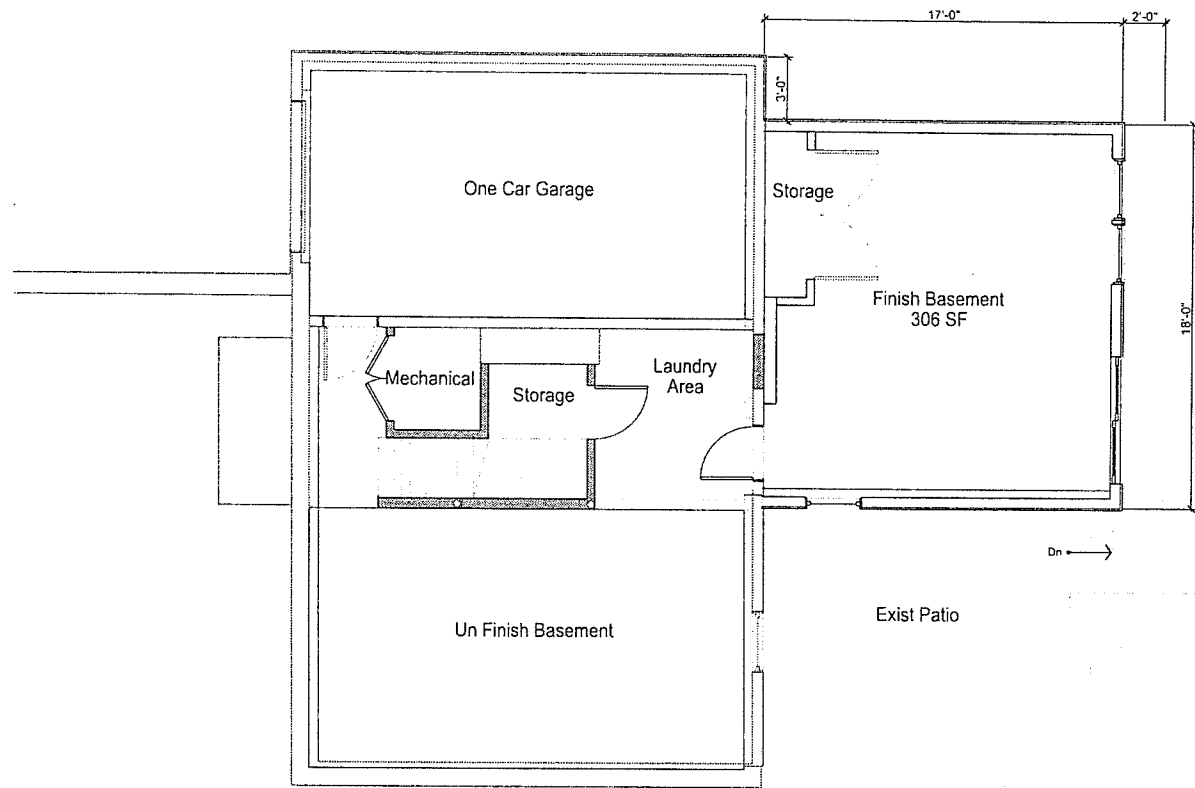 17'-0"
2'-0"
3'-0"
One Car Garage
Storage
Finish Basement
306 SF
18'-0"
Laundry
Area
Mechanical
Storage
Dn
Exist Patio
Un Finish Basement